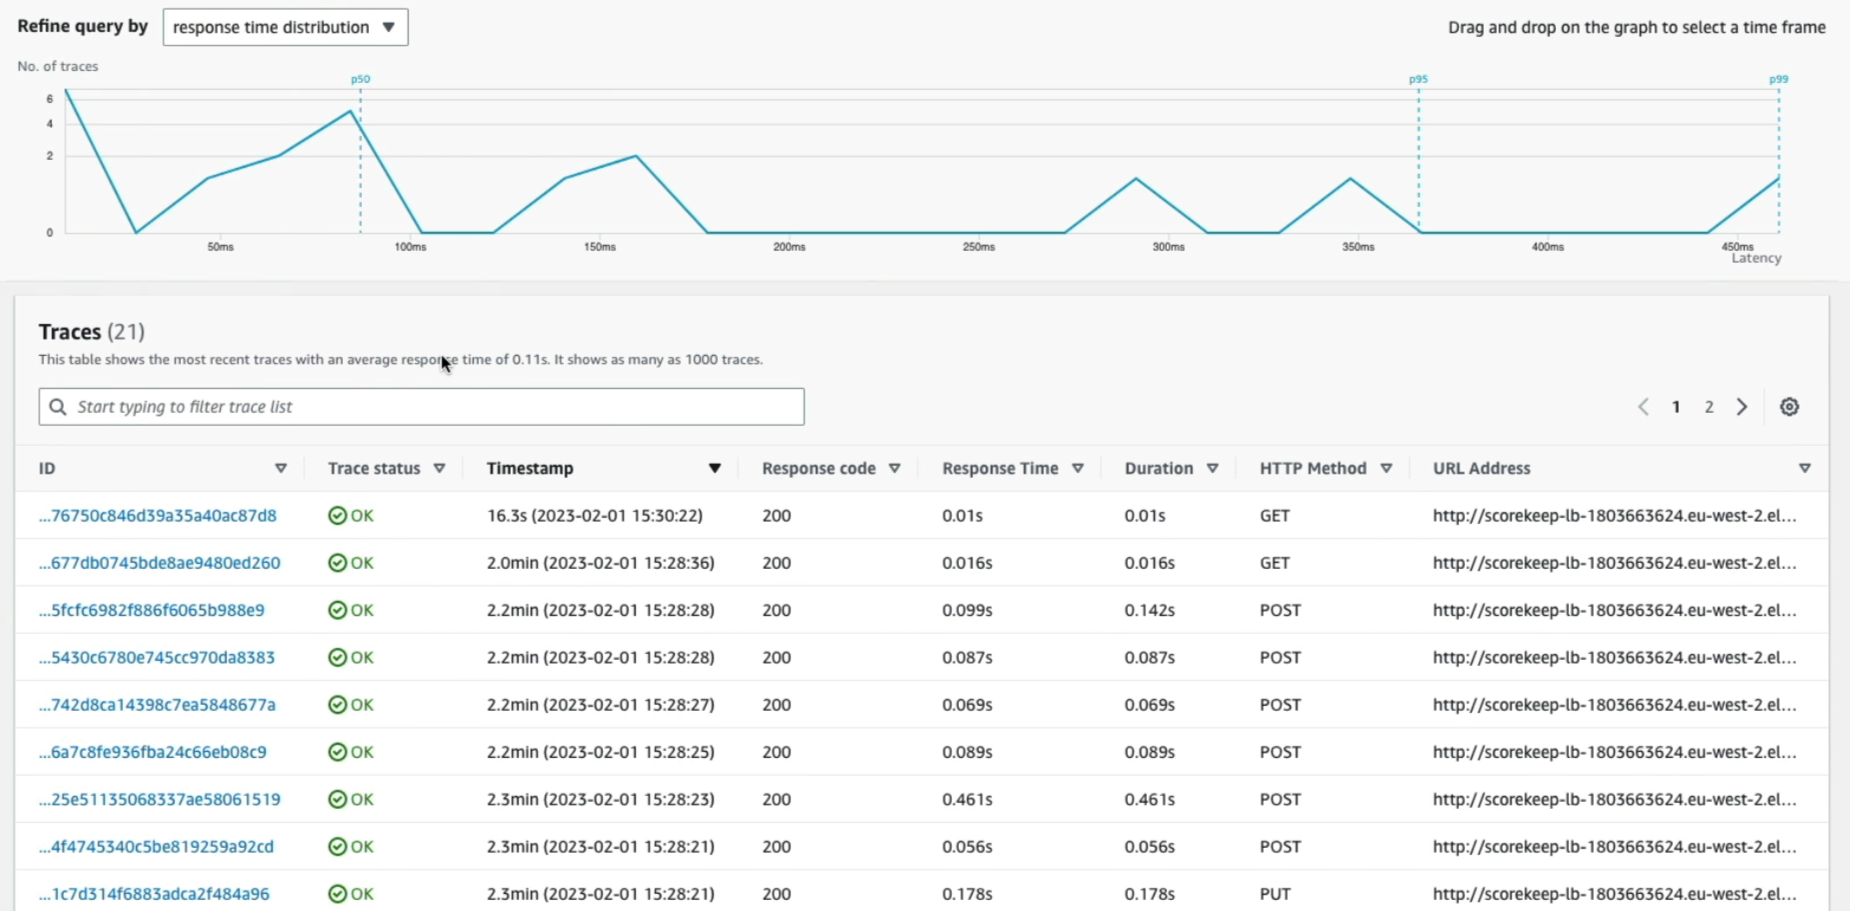 Refine query by response time distribution Drag and drop on the graph to select a time frame
No. of traces
p50 p95 p99
6
4
2
0
50ms 100ms 150ms 200ms 250ms 300ms 350ms 400ms 450ms
Latency
Traces (21)
This table shows the most recent traces with an average response time of 0.11s. It shows as many as 1000 traces.
Start typing to filter trace list 1 2
ID Trace status Timestamp Response code Response Time Duration HTTP Method URL Address
...76750c846d39a35a40ac87d8 OK 16.3s (2023-02-01 15:30:22) 200 0.01s 0.01s GET http://scorekeep-lb-1803663624.eu-west-2.el...
...677db0745bde8ae9480ed260 OK 2.0min (2023-02-01 15:28:36) 200 0.016s 0.016s GET http://scorekeep-lb-1803663624.eu-west-2.el...
...5fcfc6982f886f6065b988e9 OK 2.2min (2023-02-01 15:28:28) 200 0.099s 0.142s POST http://scorekeep-lb-1803663624.eu-west-2.el...
...5430c6780e745cc970da8383 OK 2.2min (2023-02-01 15:28:28) 200 0.087s 0.087s POST http://scorekeep-lb-1803663624.eu-west-2.el...
...742d8ca14398c7ea5848677a OK 2.2min (2023-02-01 15:28:27) 200 0.069s 0.069s POST http://scorekeep-lb-1803663624.eu-west-2.el...
...6a7c8fe936fba24c66eb08c9 OK 2.2min (2023-02-01 15:28:25) 200 0.089s 0.089s POST http://scorekeep-lb-1803663624.eu-west-2.el...
...25e51135068337ae58061519 OK 2.3min (2023-02-01 15:28:23) 200 0.461s 0.461s POST http://scorekeep-lb-1803663624.eu-west-2.el...
...4f4745340c5be819259a92cd OK 2.3min (2023-02-01 15:28:21) 200 0.056s 0.056s POST http://scorekeep-lb-1803663624.eu-west-2.el...
...1c7d314f6883adca2f484a96 OK 2.3min (2023-02-01 15:28:21) 200 0.178s 0.178s PUT http://scorekeep-lb-1803663624.eu-west-2.el...